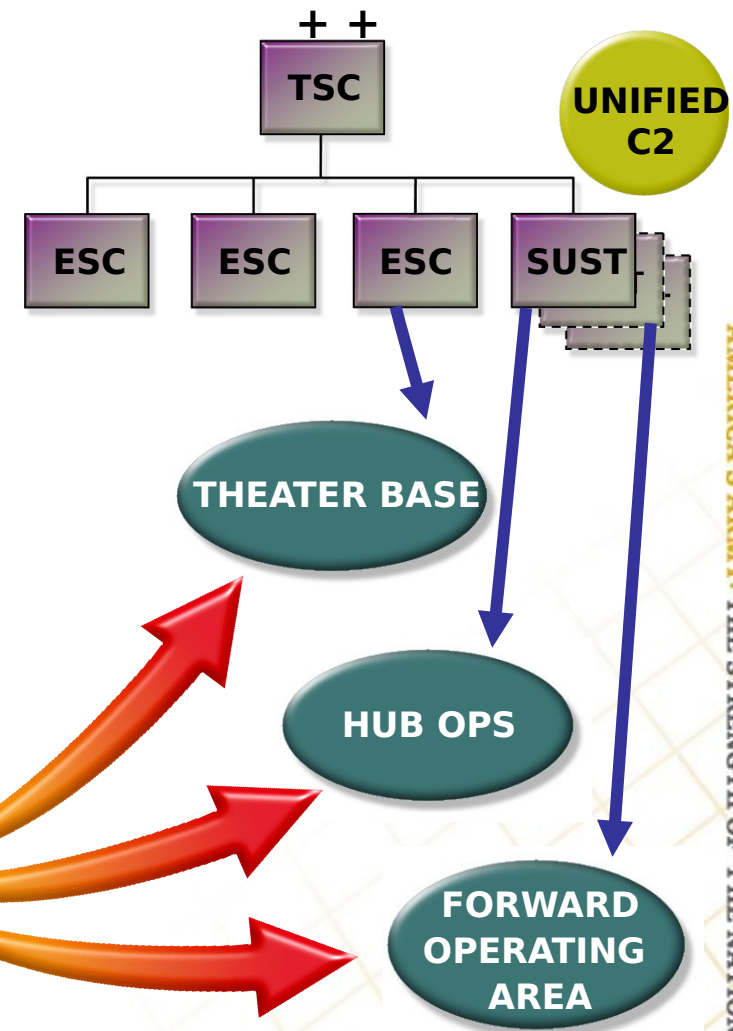 + +
TSC
UNIFIED
C2
ESC
ESC
ESC
SUST
THEATER BASE
HUB OPS
FORWARD
OPERATING
AREA